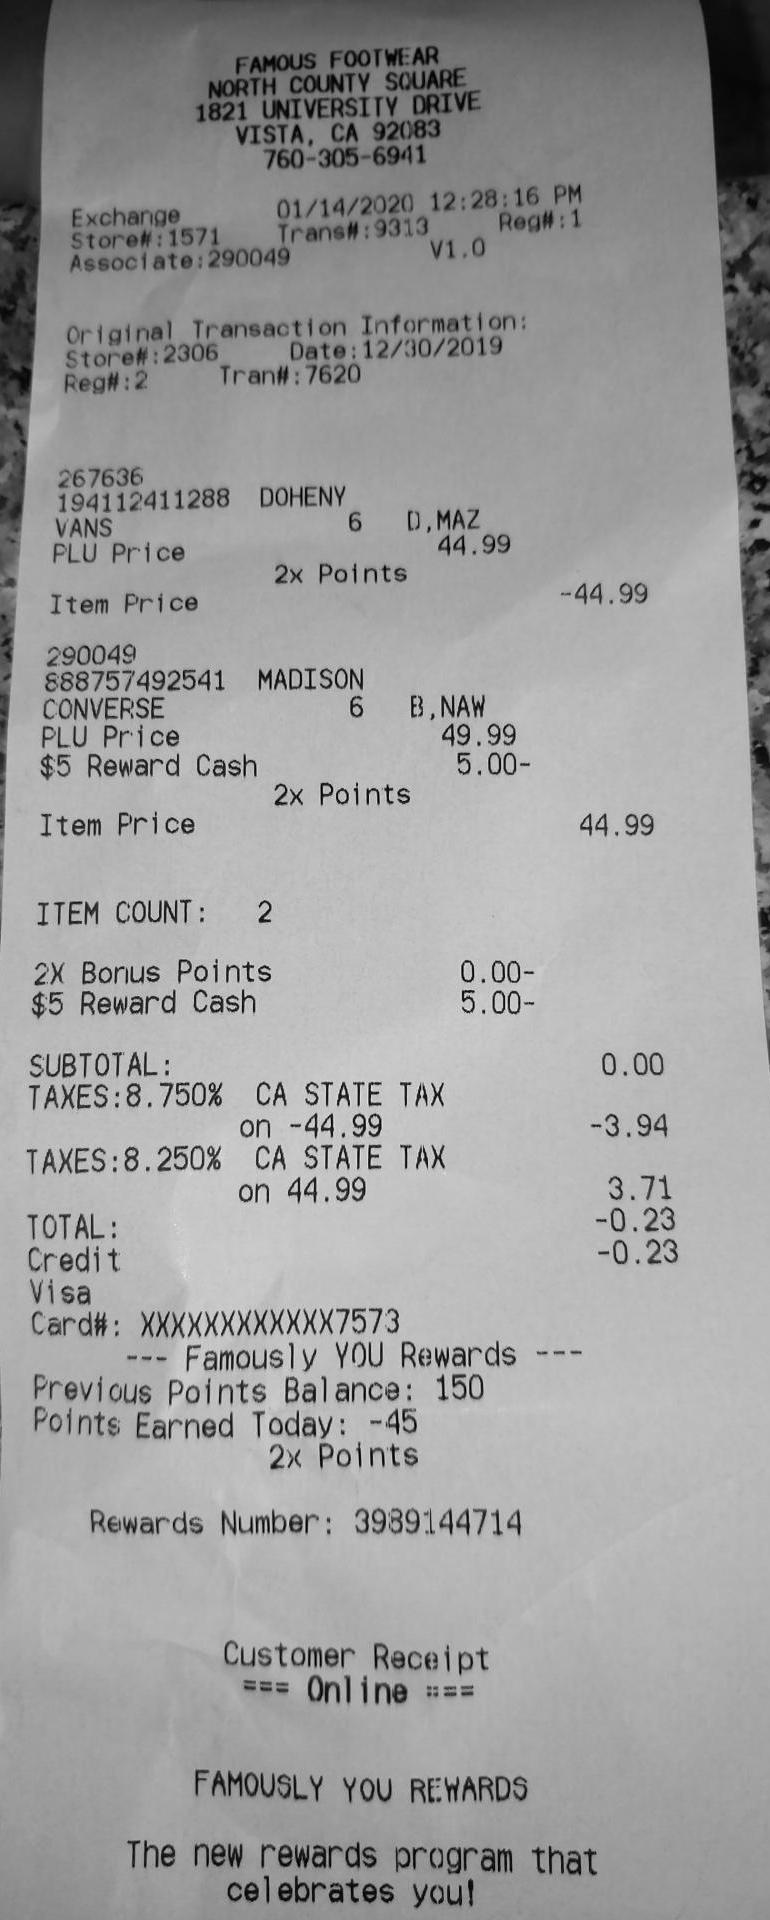 FAMOUS FOOTWEAR
NORTH COUNTY SQUARE
1821 UNIVERSITY DRIVE
VISTA, CA 92083
760-305-6941
Exchange 01/14/2020 12:28:16 PM
Store#:1571 Trans#:9313 Reg#:1
Associate:290049 V1.0
Original Transaction Information:
Store#:2306 Date:12/30/2019
Reg#:2 Tran#:7620
267636
194112411288 DOHENY
VANS 6 D,MAZ
PLU Price 44.99
2x Points
Item Price -44.99
290049
888757492541 MADISON
CONVERSE 6 B,NAW
PLU Price 49.99
$5 Reward Cash 5.00-
2x Points
Item Price 44.99
ITEM COUNT: 2
2X Bonus Points 0.00-
$5 Reward Cash 5.00-
SUBTOTAL: 0.00
TAXES:8.750% CA STATE TAX
on -44.99 -3.94
TAXES:8.250% CA STATE TAX
on 44.99 3.71
TOTAL: -0.23
Credit -0.23
Visa
Card#: XXXXXXXXXXXX7573
--- Famously YOU Rewards ---
Previous Points Balance: 150
Points Earned Today: -45
2x Points
Rewards Number: 3989144714
Customer Receipt
=== Online ===
FAMOUSLY YOU REWARDS
The new rewards program that
celebrates you!